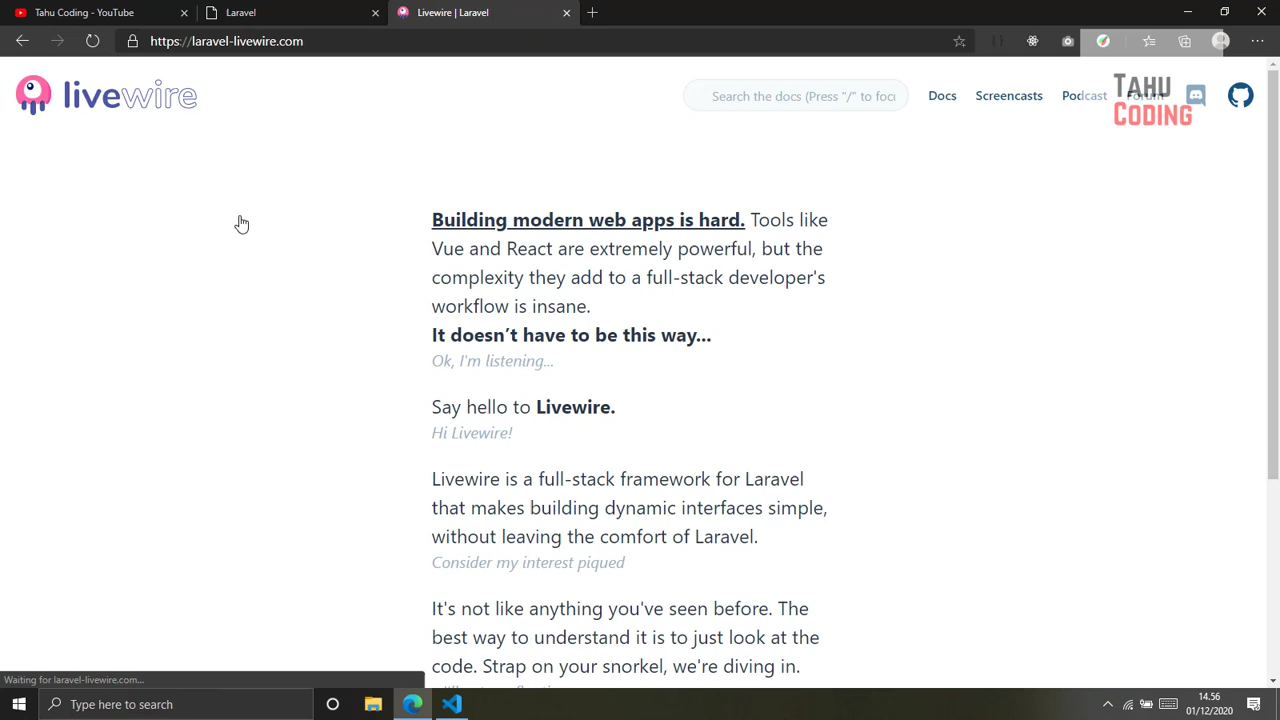 Tahu Coding - YouTube
Laravel
Livewire | Laravel
https://laravel-livewire.com
livewire
Search the docs (Press "/" to focu
Docs
Screencasts
Podcast
Forum
TAHU
CODING
Building modern web apps is hard. Tools like
Vue and React are extremely powerful, but the
complexity they add to a full-stack developer's
workflow is insane.
It doesn't have to be this way...
Ok, I'm listening...
Say hello to Livewire.
Hi Livewire!
Livewire is a full-stack framework for Laravel
that makes building dynamic interfaces simple,
without leaving the comfort of Laravel.
Consider my interest piqued
It's not like anything you've seen before. The
best way to understand it is to just look at the
code. Strap on your snorkel, we're diving in.
Waiting for laravel-livewire.com...
Type here to search
14.56
01/12/2020